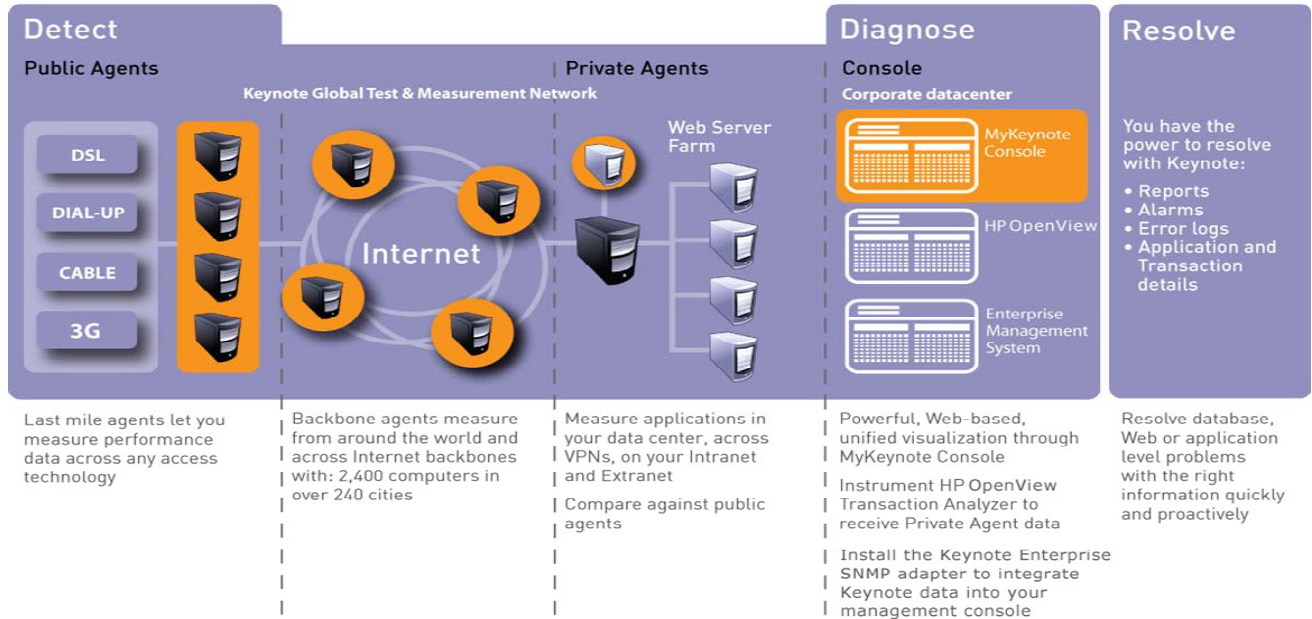 Detect
Public Agents
Private Agents
Keynote Global Test & Measurement Network
DSL
DIAL-UP
CABLE
3G
Internet
Web Server
Farm
Last mile agents let you
measure performance
data across any access
technology
Backbone agents measure
from around the world and
across Internet backbones
with: 2,400 computers in
over 240 cities
Measure applications in
your data center, across
VPNs, on your Intranet
and Extranet
Compare against public
agents
Diagnose
Console
Corporate datacenter
MyKeynote
Console
HP OpenView
Enterprise
Management
System
Powerful, Web-based,
unified visualization through
MyKeynote Console
Instrument HP OpenView
Transaction Analyzer to
receive Private Agent data
Install the Keynote Enterprise
SNMP adapter to integrate
Keynote data into your
management console
Resolve
You have the
power to resolve
with Keynote:
• Reports
• Alarms
• Error logs
• Application and
Transaction
details
Resolve database,
Web or application
level problems
with the right
information quickly
and proactively